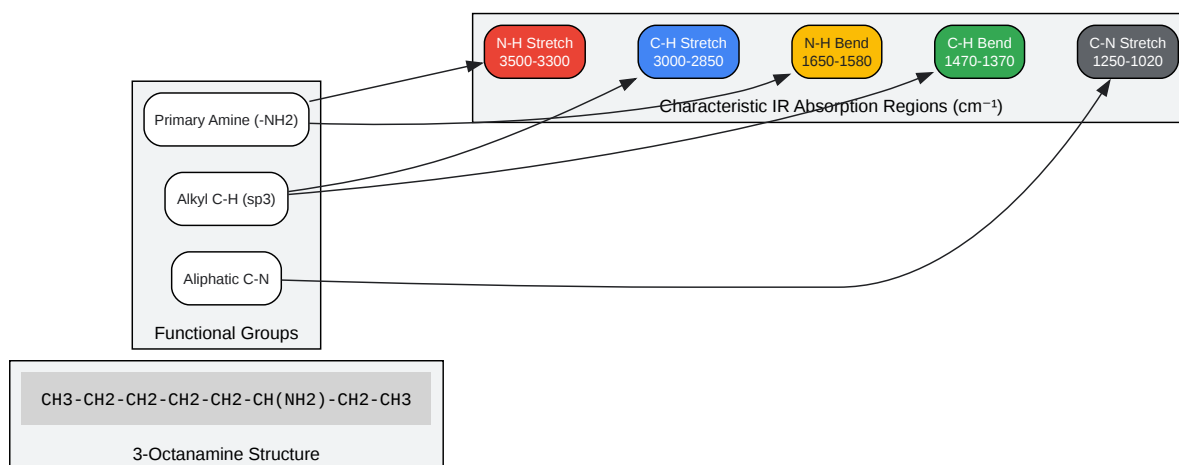 N-H Stretch
3500-3300
C-H Stretch
3000-2850
N-H Bend
1650-1580
C-H Bend
1470-1370
C-N Stretch
1250-1020
Characteristic IR Absorption Regions (cm⁻¹)
Primary Amine (-NH2)
Alkyl C-H (sp3)
Aliphatic C-N
Functional Groups
CH3-CH2-CH2-CH2-CH2-CH(NH2)-CH2-CH3
3-Octanamine Structure